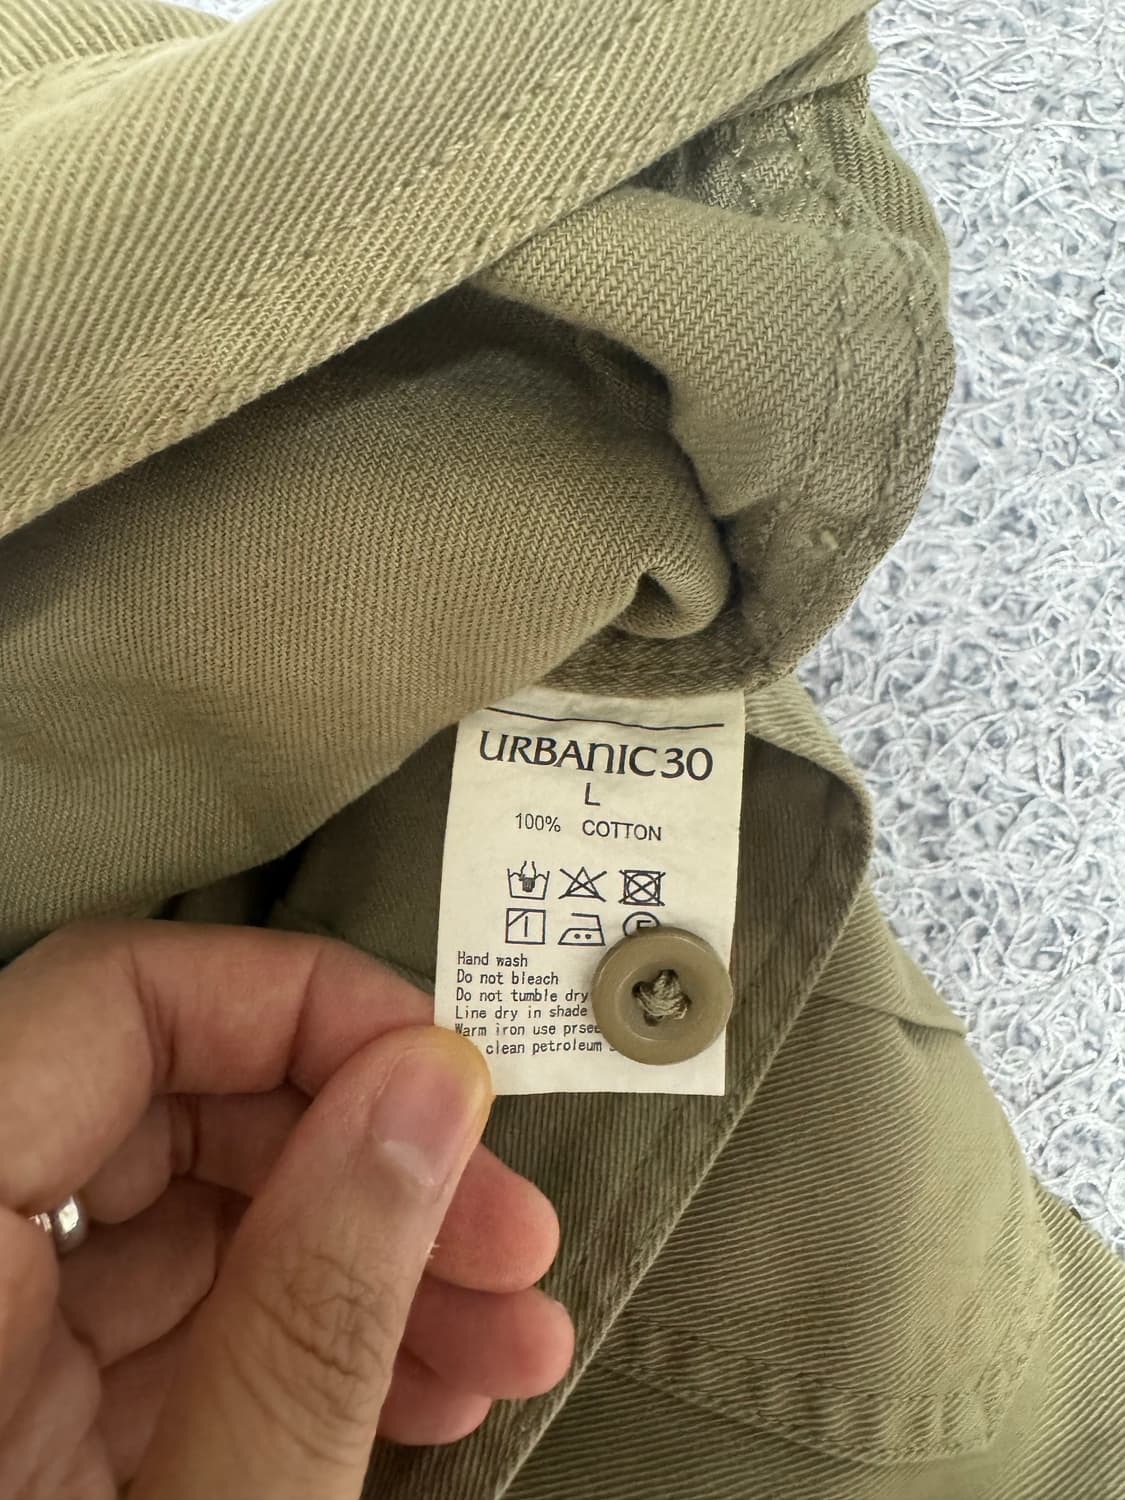 URBANIC30
L
100% COTTON
F
Hand wash
Do not bleach
Do not tumble dry
Line dry in shade
Warm iron use
clean petroleum